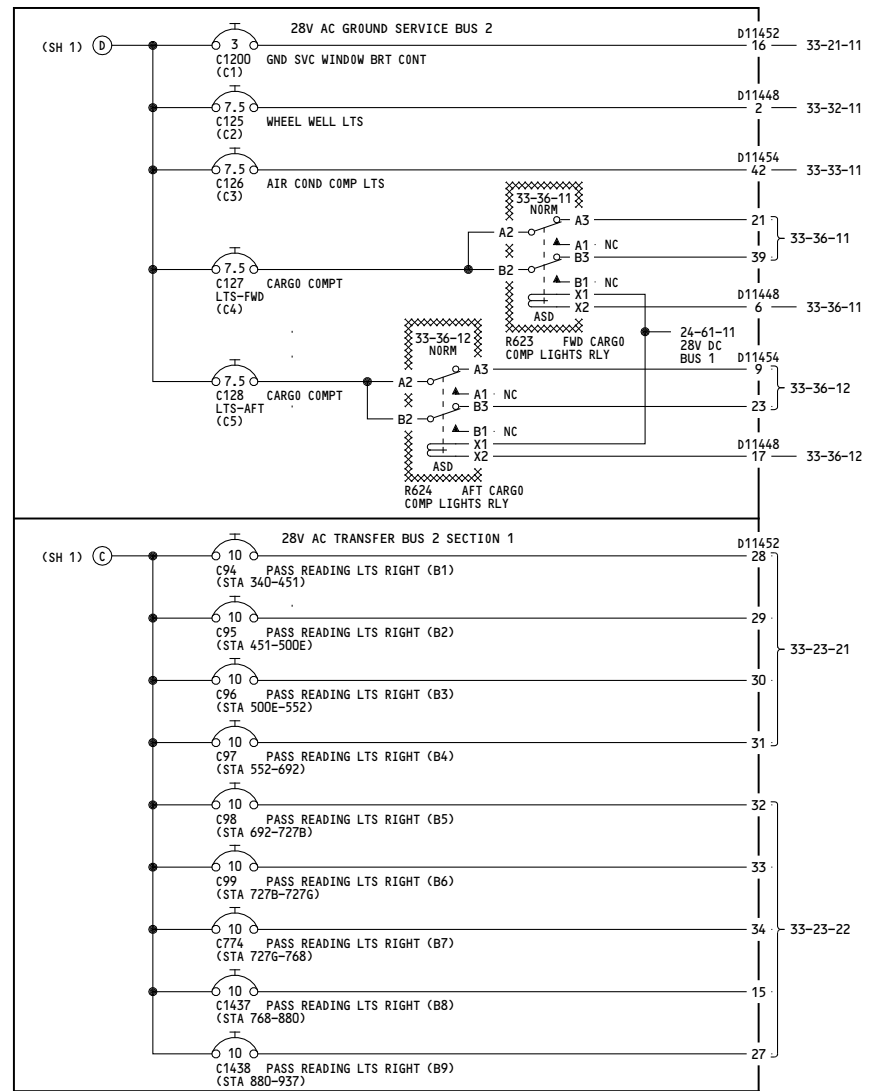 28V AC GROUND SERVICE BUS 2
(SH 1) D
3
C1200 GND SVC WINDOW BRT CONT
(C1)
D11452
16 33-21-11
7.5
C125 WHEEL WELL LTS
(C2)
D11448
2 33-32-11
7.5
C126 AIR COND COMP LTS
(C3)
D11454
42 33-33-11
7.5
C127 CARGO COMPT
LTS-FWD
(C4)
33-36-11
NORM
A2
A3
A1 NC
B2
B3
B1 NC
X1
X2
ASD
R623 FWD CARGO
COMP LIGHTS RLY
21
39
33-36-11
D11448
6 33-36-11
24-61-11
28V DC
BUS 1
7.5
C128 CARGO COMPT
LTS-AFT
(C5)
33-36-12
NORM
A2
A3
A1 NC
B2
B3
B1 NC
X1
X2
ASD
R624 AFT CARGO
COMP LIGHTS RLY
D11454
9
23
33-36-12
D11448
17 33-36-12
28V AC TRANSFER BUS 2 SECTION 1
(SH 1) C
D11452
10 28
C94 PASS READING LTS RIGHT (B1)
(STA 340-451)
10 29
C95 PASS READING LTS RIGHT (B2)
(STA 451-500E)
33-23-21
10 30
C96 PASS READING LTS RIGHT (B3)
(STA 500E-552)
10 31
C97 PASS READING LTS RIGHT (B4)
(STA 552-692)
10 32
C98 PASS READING LTS RIGHT (B5)
(STA 692-727B)
10 33
C99 PASS READING LTS RIGHT (B6)
(STA 727B-727G)
10 34 33-23-22
C774 PASS READING LTS RIGHT (B7)
(STA 727G-768)
10 15
C1437 PASS READING LTS RIGHT (B8)
(STA 768-880)
10 27
C1438 PASS READING LTS RIGHT (B9)
(STA 880-937)